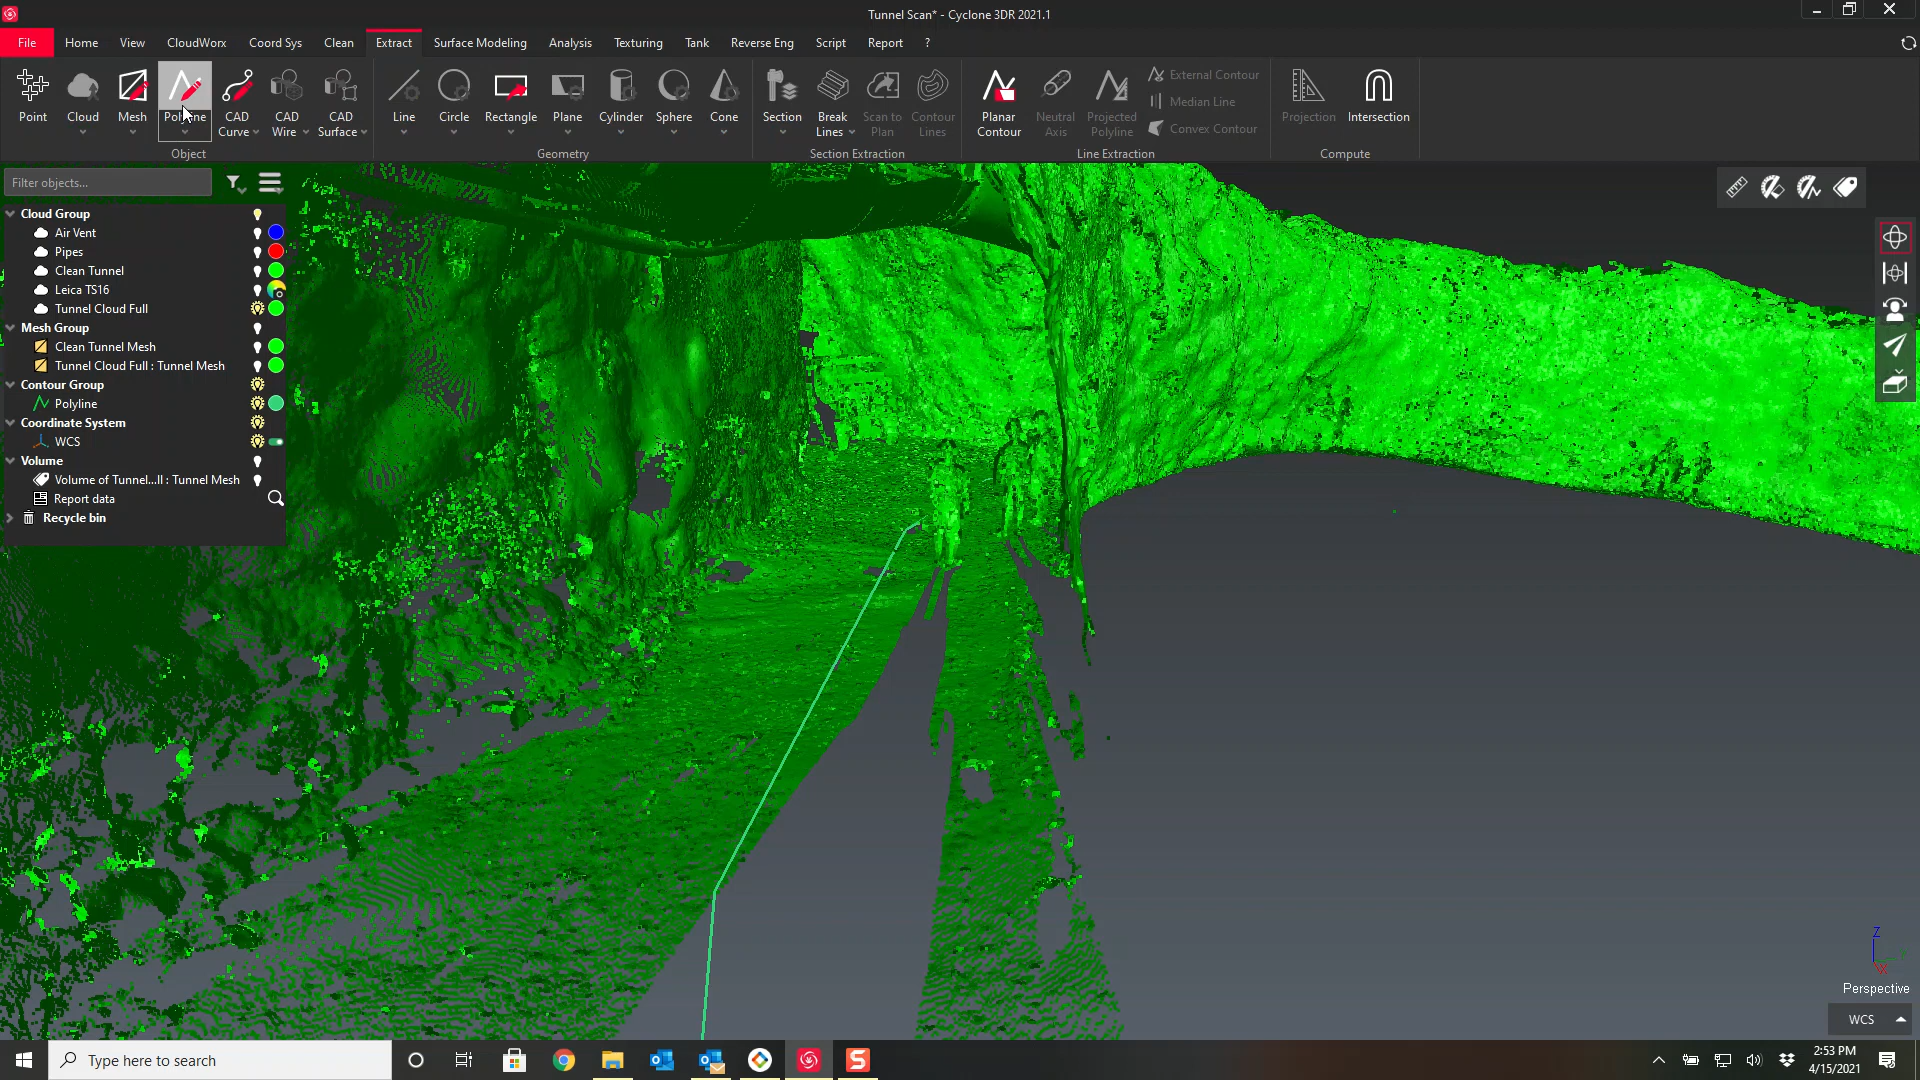 Tunnel Scan* - Cyclone 3DR 2021.1
File Home View CloudWorx Coord Sys Clean Extract Surface Modeling Analysis Texturing Tank Reverse Eng Script Report ?
Point Cloud Mesh Polyline CAD Curve CAD Wire CAD Surface
Object
Line Circle Rectangle Plane Cylinder Sphere Cone
Geometry
Section Break Lines Scan to Plan Contour Lines
Section Extraction
Planar Contour Neutral Axis Projected Polyline
External Contour
Median Line
Convex Contour
Line Extraction
Projection Intersection
Compute
Filter objects...
Cloud Group
Air Vent
Pipes
Clean Tunnel
Leica TS16
Tunnel Cloud Full
Mesh Group
Clean Tunnel Mesh
Tunnel Cloud Full : Tunnel Mesh
Contour Group
Polyline
Coordinate System
WCS
Volume
Volume of Tunnel...ll : Tunnel Mesh
Report data
Recycle bin
Z
X
Perspective
WCS
Type here to search
2:53 PM
4/15/2021